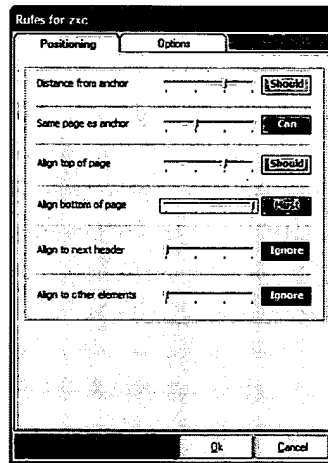 Rules for zxc
Positioning Options
Distance from anchor Should
Same page as anchor Can
Align top of page Should
Align bottom of page Must
Align to next header Ignore
Align to other elements Ignore
Ok Cancel